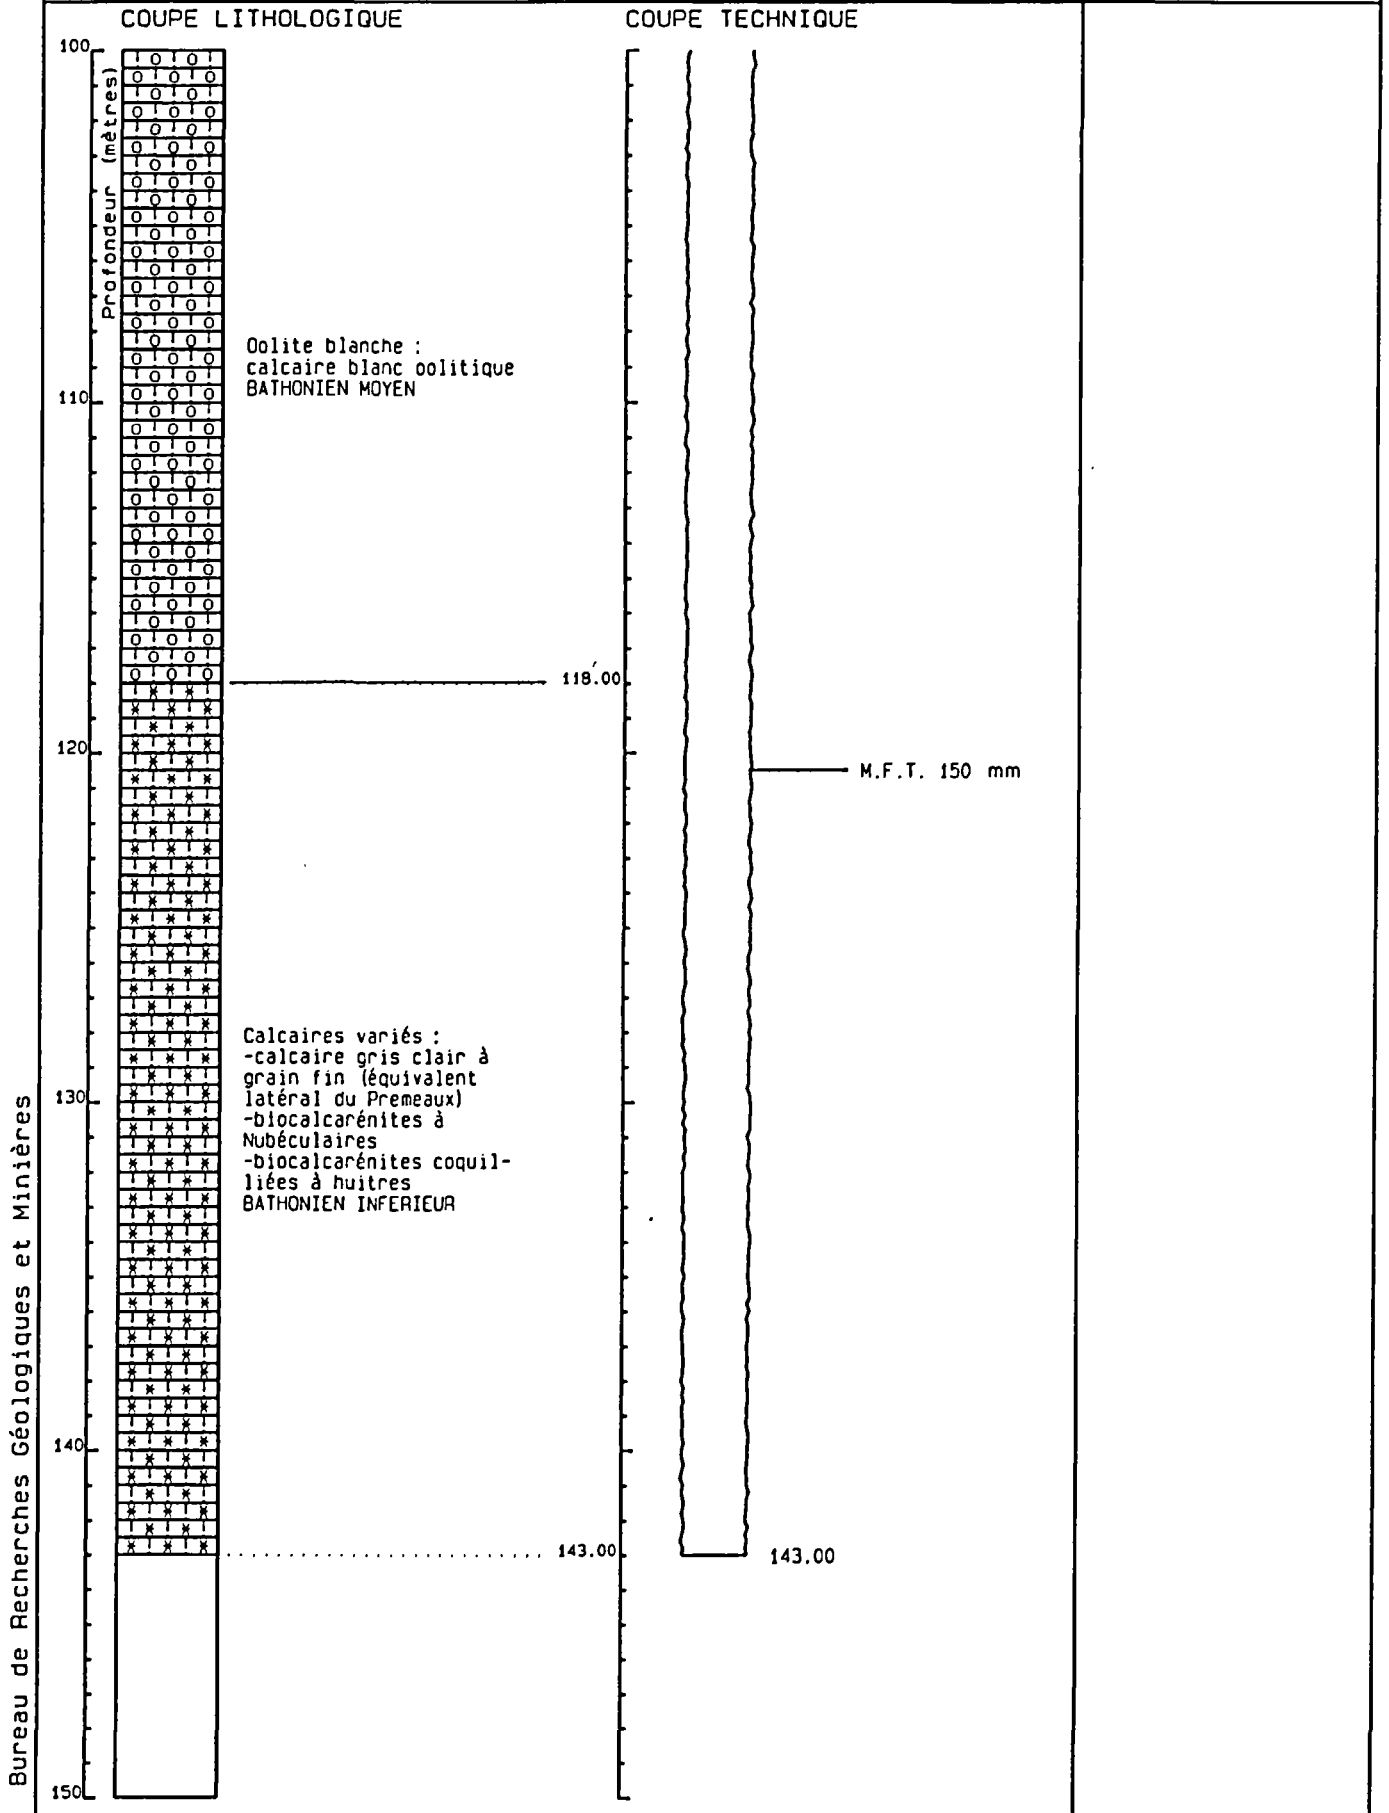 COUPE LITHOLOGIQUE
COUPE TECHNIQUE
100
Profondeur (mètres)
Oolite blanche :
calcaire blanc oolitique
BATHONIEN MOYEN
110
118.00
120
M.F.T. 150 mm
Calcaires variés :
-calcaire gris clair à
grain fin (équivalent
latéral du Premeaux)
-biocalcarénites à
Nubéculaires
-biocalcarénites coquil-
liées à huitres
BATHONIEN INFERIEUR
130
140
143.00
143.00
150
Bureau de Recherches Géologiques et Minières